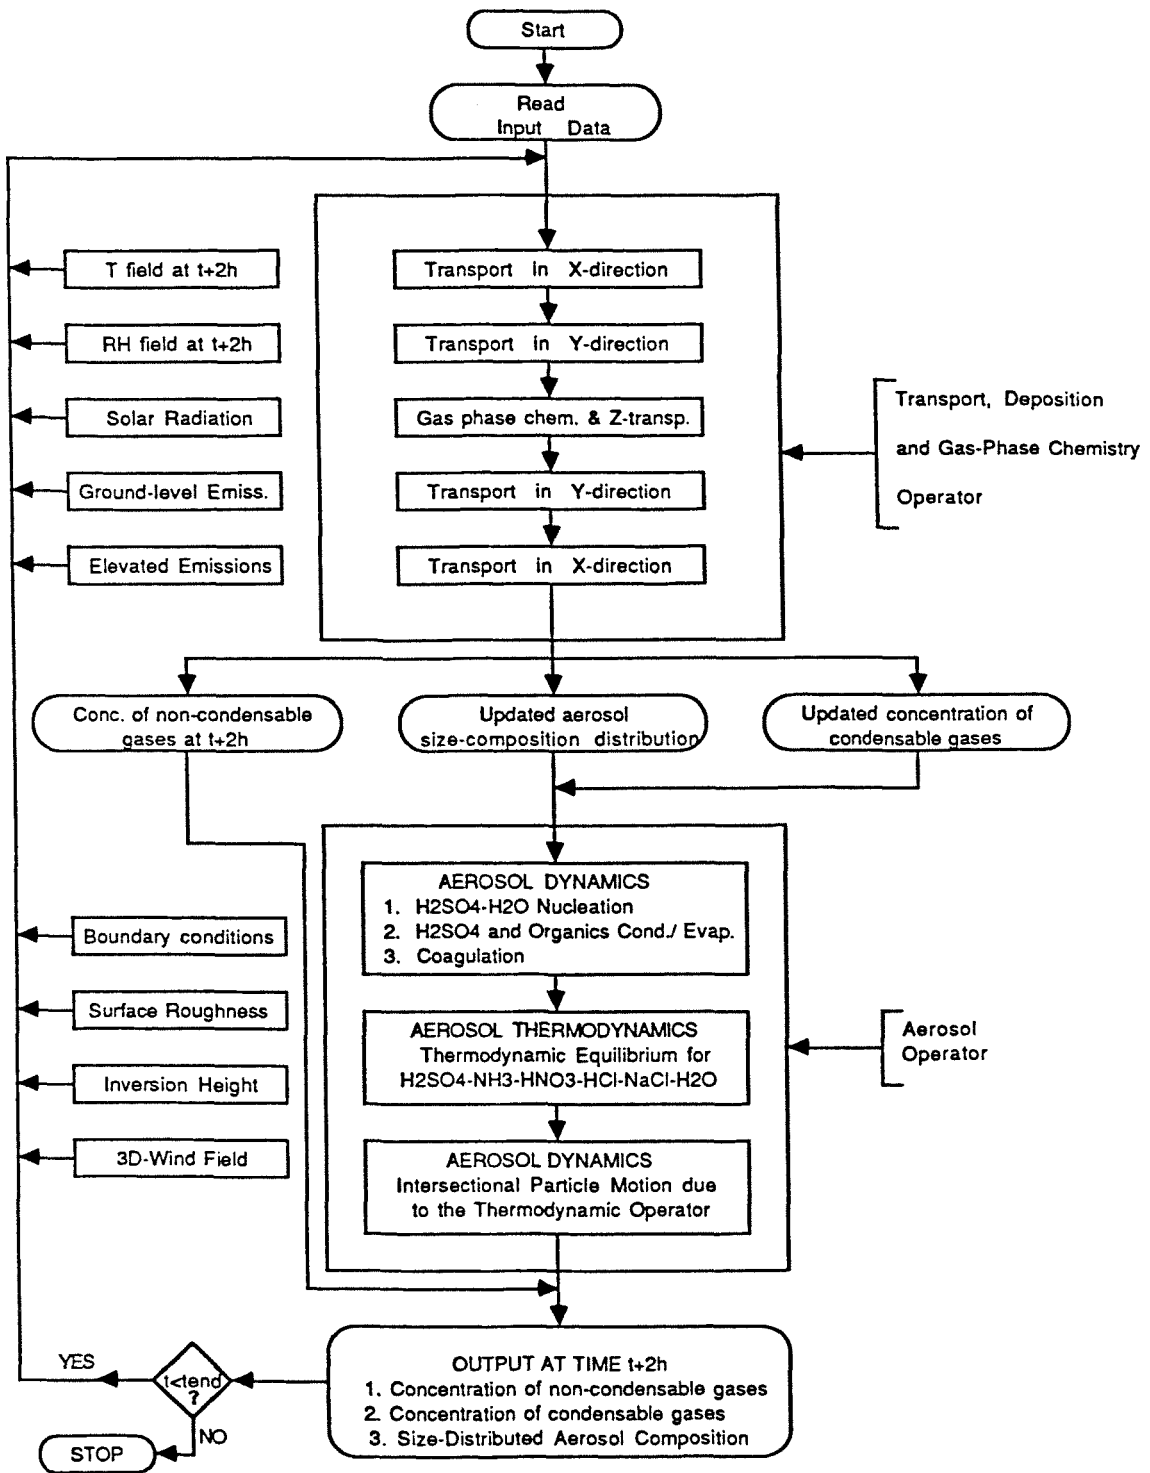 Start
Read
Input Data
T field at t+2h
RH field at t+2h
Solar Radiation
Ground-level Emiss.
Elevated Emissions
Transport in X-direction
Transport in Y-direction
Gas phase chem. & Z-transp.
Transport in Y-direction
Transport in X-direction
Transport, Deposition
and Gas-Phase Chemistry
Operator
Conc. of non-condensable
gases at t+2h
Updated aerosol
size-composition distribution
Updated concentration of
condensable gases
AEROSOL DYNAMICS
1. H2SO4-H2O Nucleation
2. H2SO4 and Organics Cond./ Evap.
3. Coagulation
AEROSOL THERMODYNAMICS
Thermodynamic Equilibrium for
H2SO4-NH3-HNO3-HCl-NaCl-H2O
AEROSOL DYNAMICS
Intersectional Particle Motion due
to the Thermodynamic Operator
Aerosol
Operator
Boundary conditions
Surface Roughness
Inversion Height
3D-Wind Field
OUTPUT AT TIME t+2h
1. Concentration of non-condensable gases
2. Concentration of condensable gases
3. Size-Distributed Aerosol Composition
t<tend
?
YES
NO
STOP